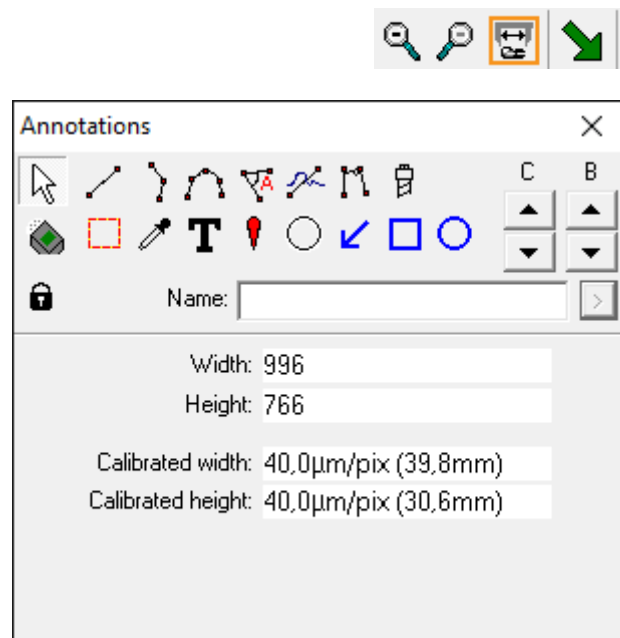 Annotations
C B
A
T
Name:
>
Width: 996
Height: 766
Calibrated width: 40,0µm/pix (39,8mm)
Calibrated height: 40,0µm/pix (30,6mm)